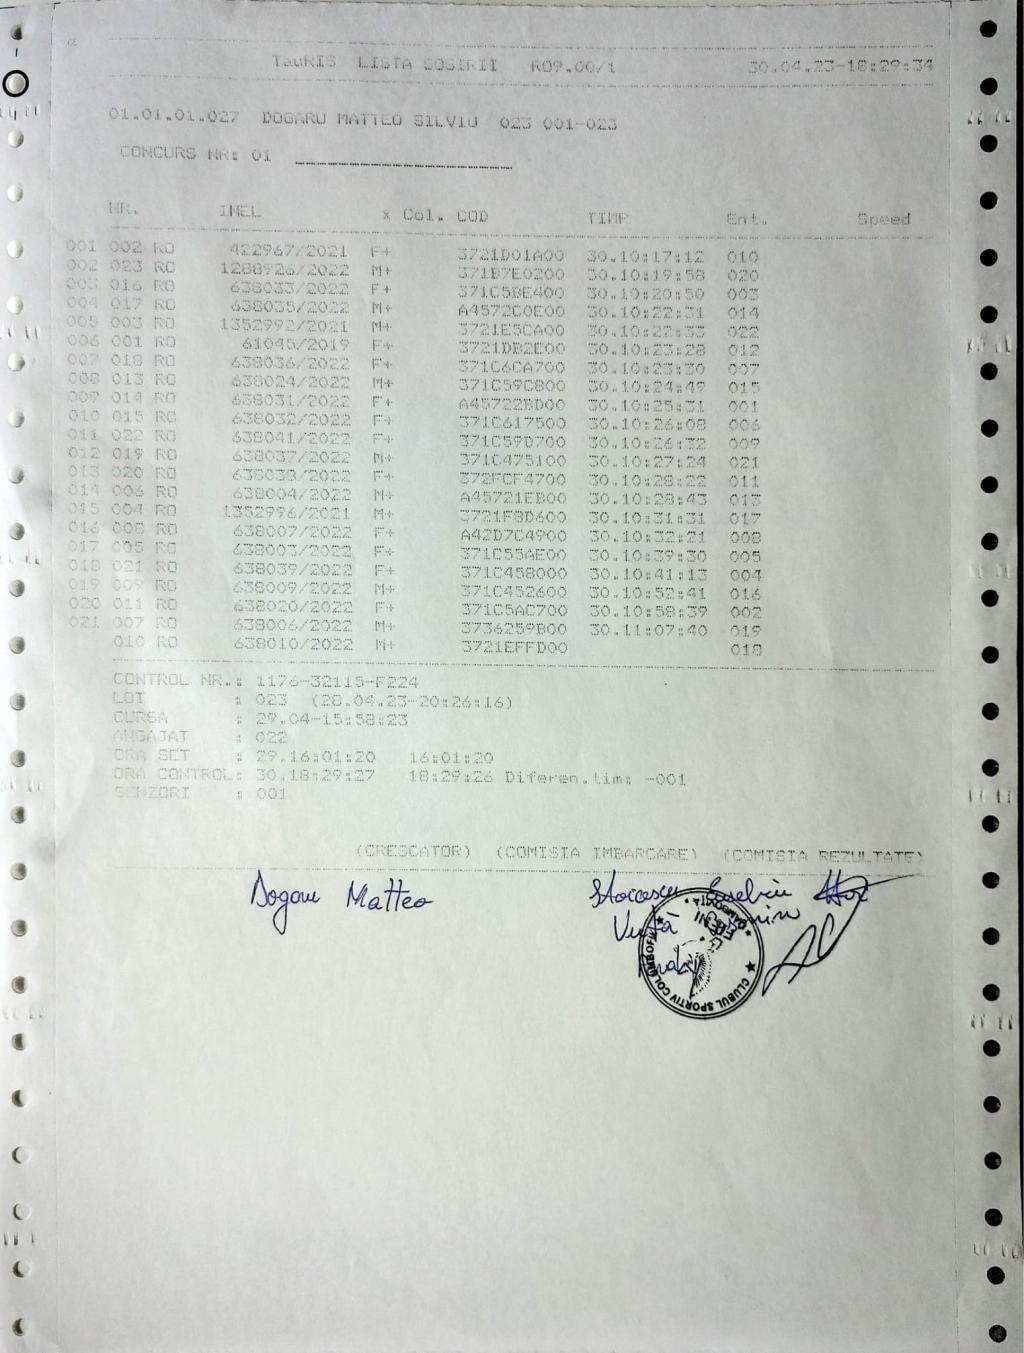 TauRIS LISTA SOSIRII R09.00/1 30.04.23-18:29:34
01.01.01.027 DOGARU MATTEO SILVIU 023 001-023
CONCURS NR: 01
NR. INEL x Col. COD TIMP Ent. Speed
001 002 RO 422967/2021 F+ 3721D01A00 30.10:17:12 010
002 023 RO 1288926/2022 M+ 371B7E0200 30.10:19:58 020
003 016 RO 638033/2022 F+ 371C5BE400 30.10:20:50 003
004 017 RO 638035/2022 M+ A4572C0E00 30.10:22:31 014
005 003 RO 1352992/2021 M+ 3721E5CA00 30.10:22:33 022
006 001 RO 61045/2019 F+ 3721DB2E00 30.10:23:28 012
007 018 RO 638036/2022 F+ 371C6CA700 30.10:23:30 007
008 013 RO 638024/2022 M+ 371C59C800 30.10:24:49 015
009 014 RO 638031/2022 F+ A45722BD00 30.10:25:31 001
010 015 RO 638032/2022 F+ 371C617500 30.10:26:08 006
011 022 RO 638041/2022 F+ 371C59D700 30.10:26:32 009
012 019 RO 638037/2022 M+ 371C475100 30.10:27:24 021
013 020 RO 638038/2022 F+ 372FCF4700 30.10:28:22 011
014 006 RO 638004/2022 M+ A45721EB00 30.10:28:43 013
015 004 RO 1352996/2021 M+ 3721F8D600 30.10:31:31 017
016 008 RO 638007/2022 F+ A42D7C4900 30.10:32:21 008
017 005 RO 638003/2022 F+ 371C55AE00 30.10:39:30 005
018 021 RO 638039/2022 F+ 371C458000 30.10:41:13 004
019 009 RO 638009/2022 M+ 371C452600 30.10:52:41 016
020 011 RO 638020/2022 F+ 371C5AC700 30.10:58:39 002
021 007 RO 638006/2022 M+ 3736259B00 30.11:07:40 019
010 RO 638010/2022 M+ 3721EFFD00 018
CONTROL NR.: 1176-32115-F224
LOT : 023 (28.04.23-20:26:16)
CURSA : 29.04-15:58:23
ANGAJAT : 022
ORA SET : 29.16:01:20 16:01:20
ORA CONTROL: 30.18:29:27 18:29:26 Diferen.tim: -001
SENZORI : 001
(CRESCATOR) (COMISIA IMBARCARE) (COMISIA REZULTATE)
Dogaru Matteo
CLUBUL SPORTIV COLUMBOFIL